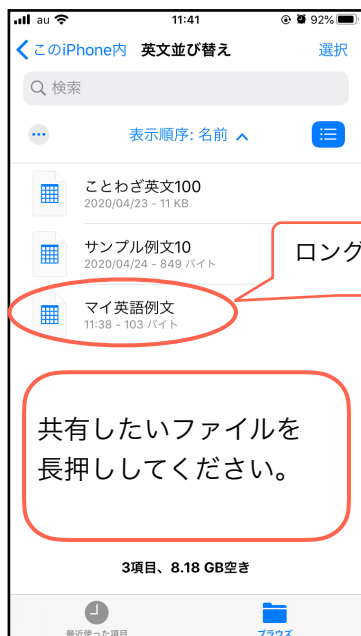 au 11:41 92%
このiPhone内 英文並び替え 選択
検索
表示順序: 名前
ことわざ英文100
2020/04/23 - 11 KB
サンプル例文10
2020/04/24 - 849 バイト
ロング
マイ英語例文
11:38 - 103 バイト
共有したいファイルを
長押ししてください。
3項目、8.18 GB空き
最近使った項目 ブラウズ